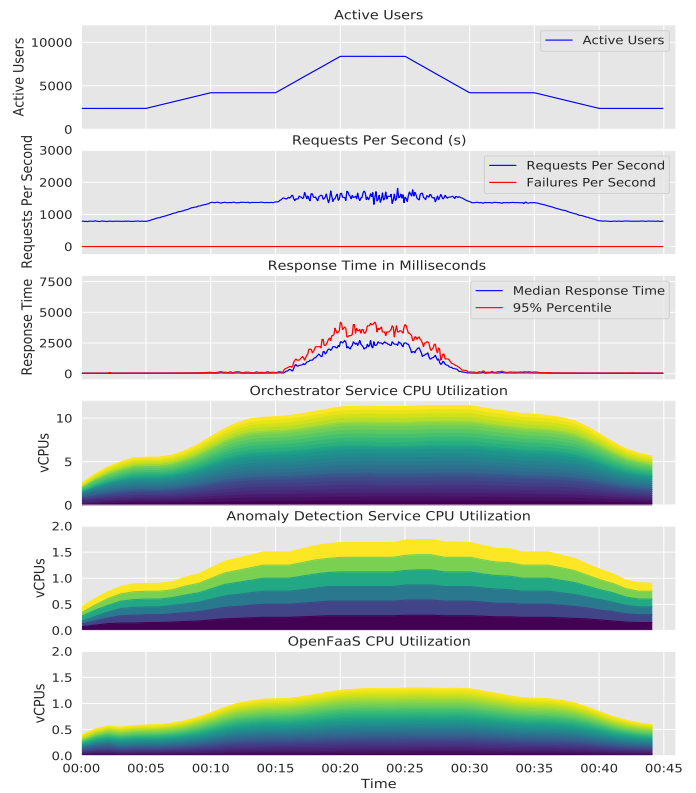 Active Users
10000
5000
0
Active Users
Active Users
Requests Per Second (s)
3000
2000
1000
0
Requests Per Second
Requests Per Second
Failures Per Second
Response Time in Milliseconds
7500
5000
2500
0
Response Time
Median Response Time
95% Percentile
Orchestrator Service CPU Utilization
10
5
0
vCPUs
Anomaly Detection Service CPU Utilization
2.0
1.5
1.0
0.5
0.0
vCPUs
OpenFaaS CPU Utilization
2.0
1.5
1.0
0.5
0.0
vCPUs
00:00 00:05 00:10 00:15 00:20 00:25 00:30 00:35 00:40 00:45
Time